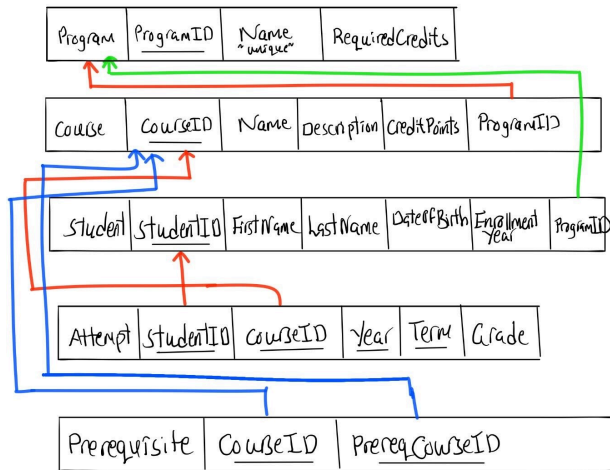 Program ProgramID Name RequiredCredits
~unique~
Course CourseID Name Description CreditPoints ProgramID
Student StudentID FirstName LastName DateofBirth Enrollment Year ProgramID
Attempt StudentID CourseID Year Term Grade
Prerequisite CourseID PrereqCourseID